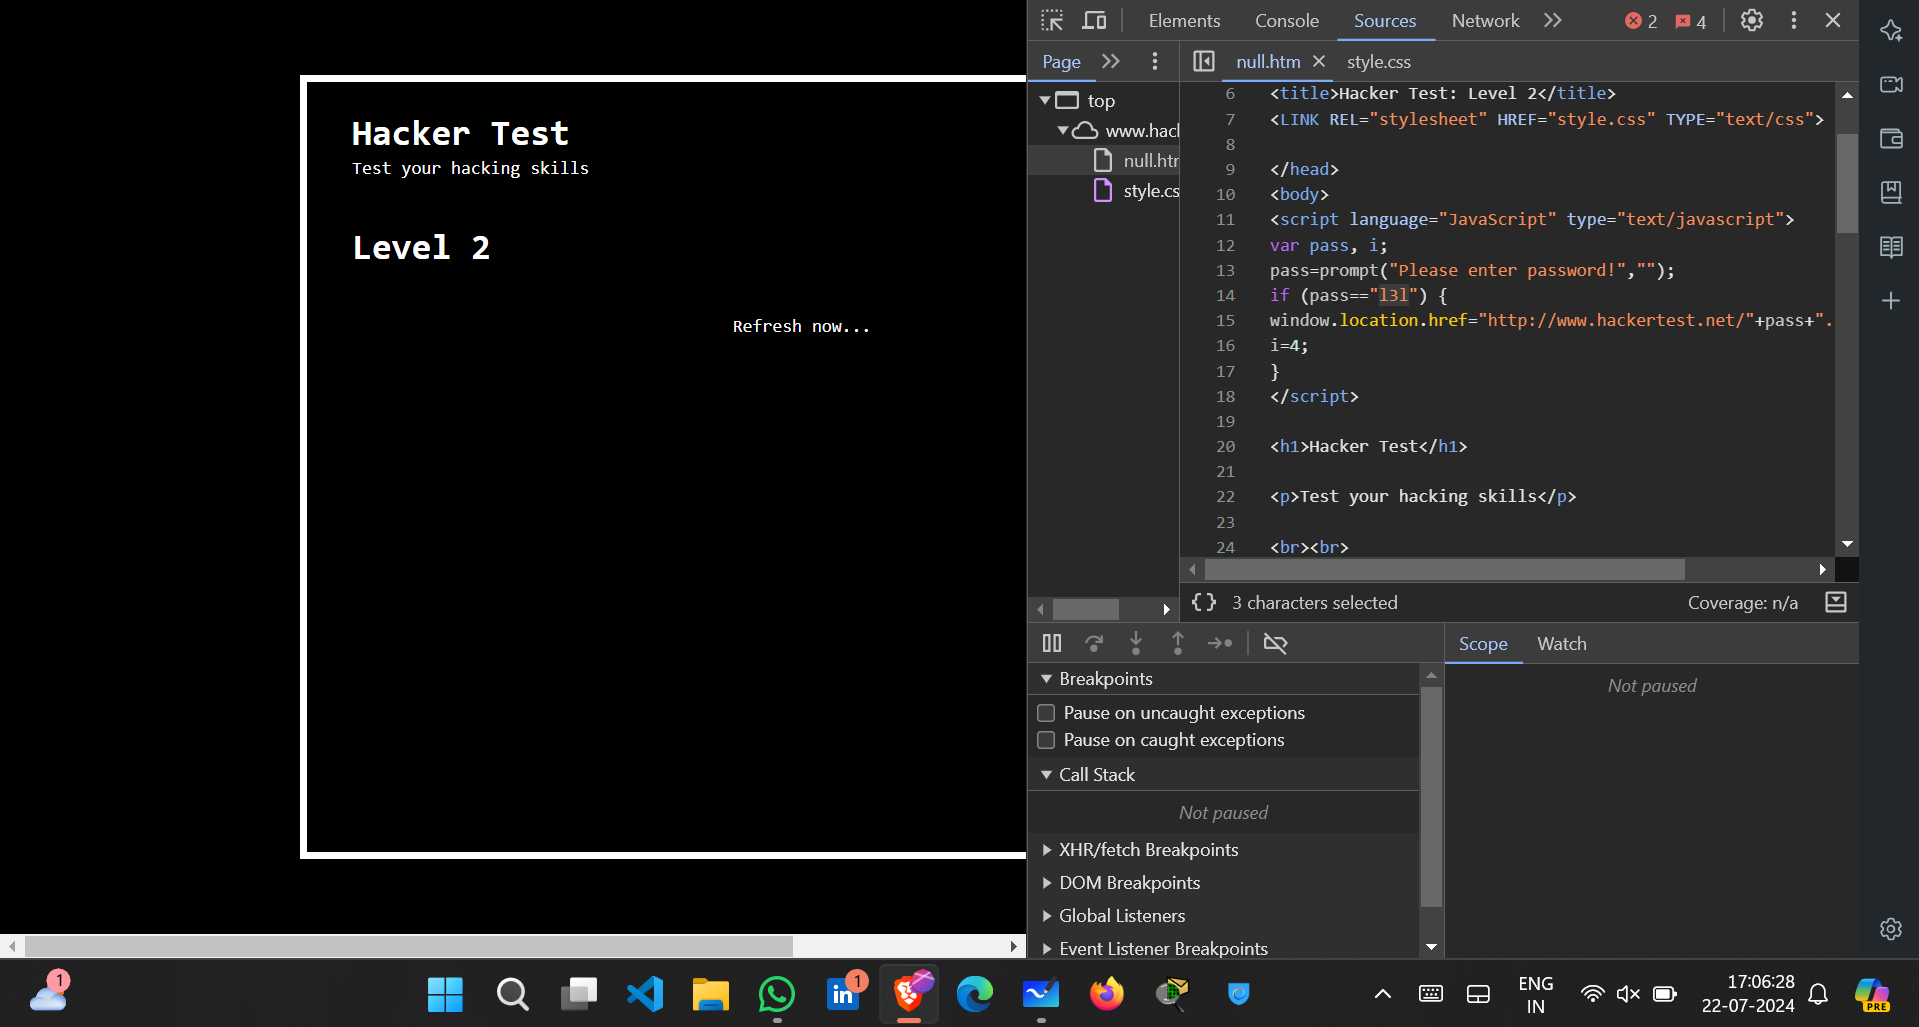 Hacker Test
Test your hacking skills
Level 2
Refresh now...
Elements Console Sources Network 2 4
Page null.htm style.css
top
www.hac
null.ht
style.cs
6 <title>Hacker Test: Level 2</title>
7 <LINK REL="stylesheet" HREF="style.css" TYPE="text/css">
8
9 </head>
10 <body>
11 <script language="JavaScript" type="text/javascript">
12 var pass, i;
13 pass=prompt("Please enter password!","");
14 if (pass=="l3l") {
15 window.location.href="http://www.hackertest.net/"+pass+".
16 i=4;
17 }
18 </script>
19
20 <h1>Hacker Test</h1>
21
22 <p>Test your hacking skills</p>
23
24 <br><br>
{} 3 characters selected Coverage: n/a
Scope Watch
Not paused
Breakpoints
Pause on uncaught exceptions
Pause on caught exceptions
Call Stack
Not paused
XHR/fetch Breakpoints
DOM Breakpoints
Global Listeners
Event Listener Breakpoints
1
in 1
ENG
IN
17:06:28
22-07-2024
PRE